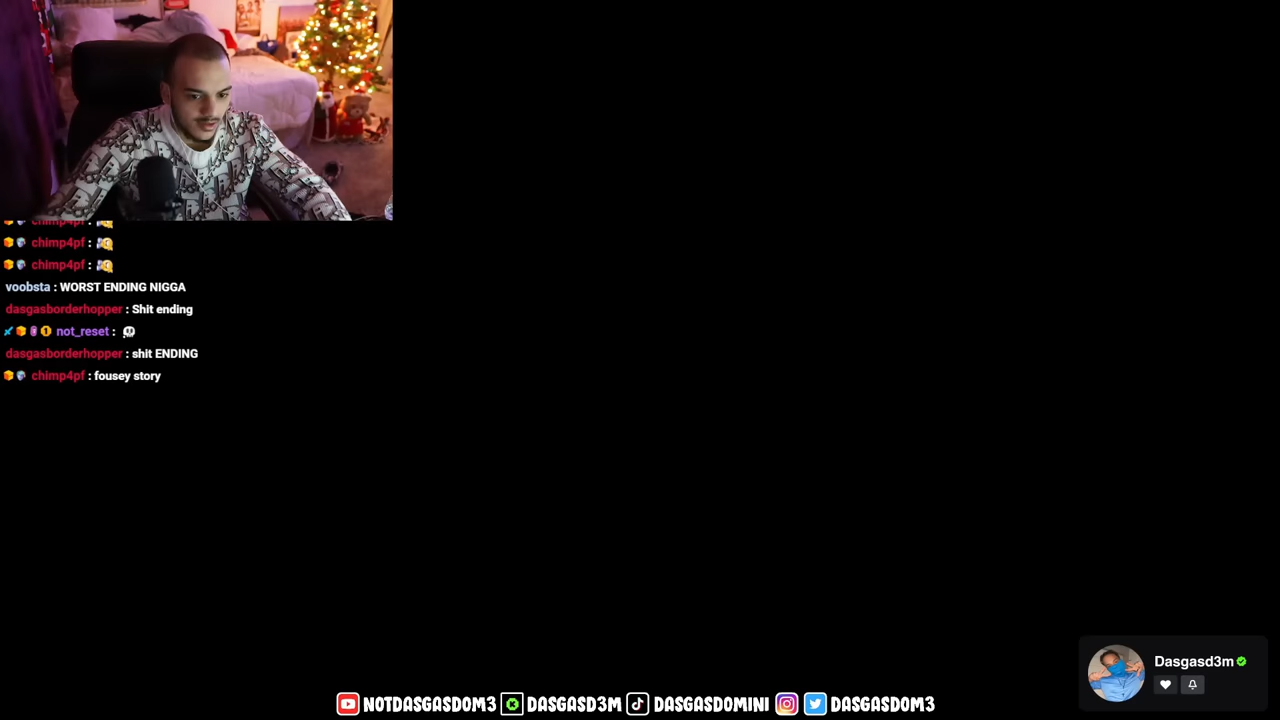 chimp4pf :
chimp4pf :
chimp4pf :
voobsta : WORST ENDING NIGGA
dasgasborderhopper : Shit ending
not_reset :
dasgasborderhopper : shit ENDING
chimp4pf : fousey story
Dasgasd3m
NOTDASGASDOM3 DASGASD3M DASGASDOMINI DASGASDOM3